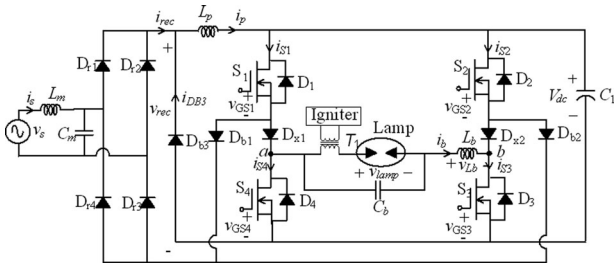 i_rec
L_p
i_p
i_S1
i_S2
D_r1
D_r2
+
S_1
D_1
S_2
D_2
i_s
L_m
i_DB3
v_GS1
v_GS2
V_dc
+
C_1
Igniter
v_s
C_m
v_rec
D_b3
D_b1
D_x1
T_1
Lamp
i_b
L_b
D_x2
D_b2
a
b
i_S4
+ v_lamp −
+ v_Lb
i_S3
D_r4
D_r3
S_4
D_4
C_b
S_3
D_3
v_GS4
v_GS3
-